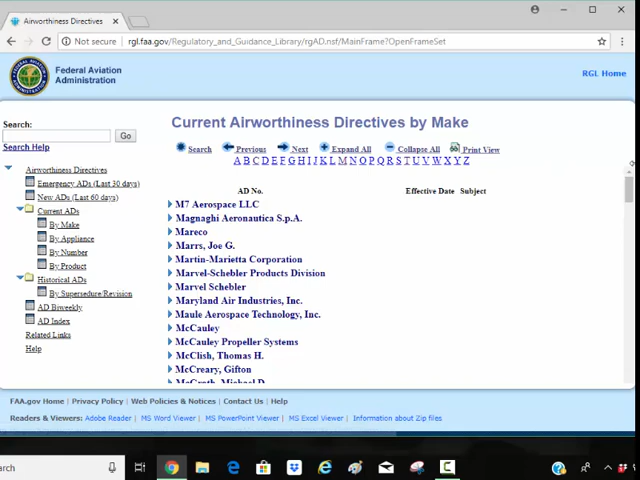 Airworthiness Directives
Not secure | rgl.faa.gov/Regulatory_and_Guidance_Library/rgAD.nsf/MainFrame?OpenFrameSet
Federal Aviation
Administration
RGL Home
Search:
Go
Search Help
Airworthiness Directives
Emergency ADs (Last 30 days)
New ADs (Last 60 days)
Current ADs
By Make
By Appliance
By Number
By Product
Historical ADs
By Supersedure/Revision
AD Biweekly
AD Index
Related Links
Help
Current Airworthiness Directives by Make
Search Previous Next Expand All Collapse All Print View
A B C D E F G H I J K L M N O P Q R S T U V W X Y Z
AD No. Effective Date Subject
M7 Aerospace LLC
Magnaghi Aeronautica S.p.A.
Mareco
Marrs, Joe G.
Martin-Marietta Corporation
Marvel-Schebler Products Division
Marvel Schebler
Maryland Air Industries, Inc.
Maule Aerospace Technology, Inc.
McCauley
McCauley Propeller Systems
McClish, Thomas H.
McCreary, Gifton
FAA.gov Home | Privacy Policy | Web Policies & Notices | Contact Us | Help
Readers & Viewers: Adobe Reader | MS Word Viewer | MS PowerPoint Viewer | MS Excel Viewer | Information about Zip files
earch